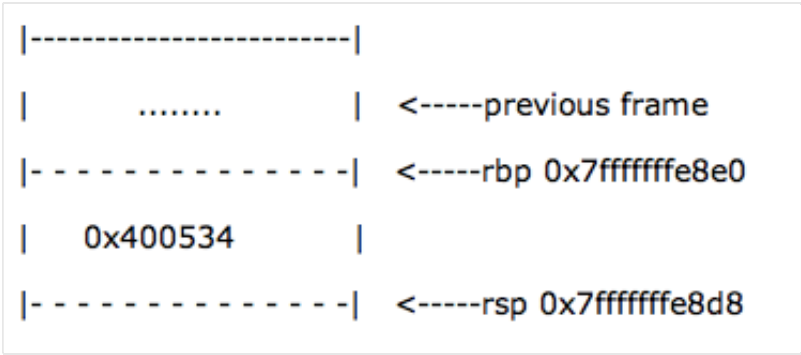 |-------------------------|
| ........ | <-----previous frame
|- - - - - - - - - - - - - -| <-----rbp 0x7fffffffe8e0
| 0x400534 |
|- - - - - - - - - - - - - -| <-----rsp 0x7fffffffe8d8